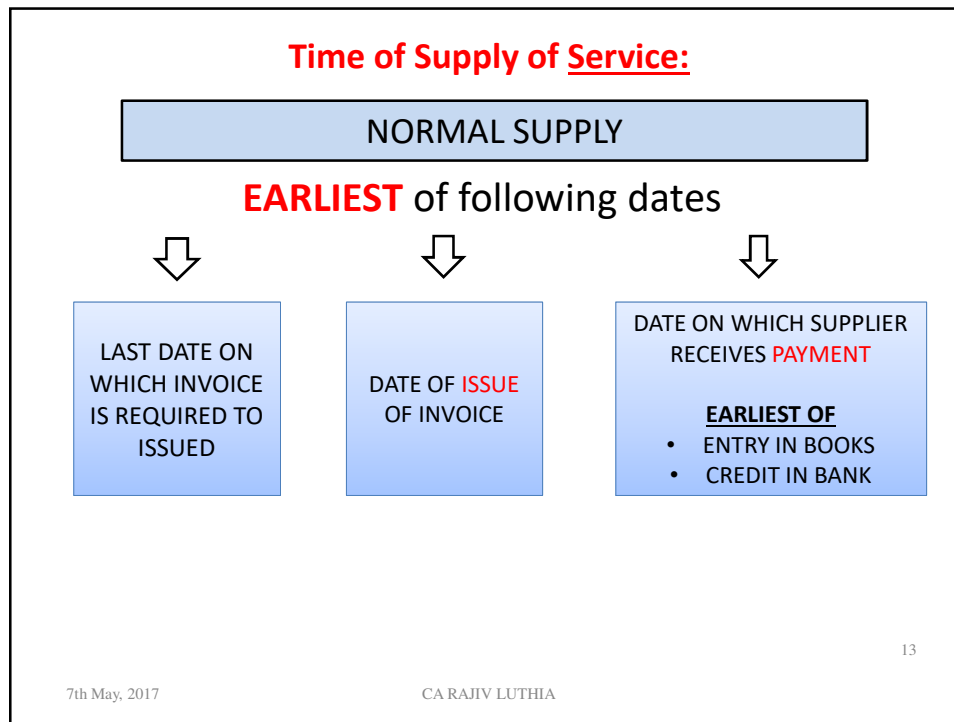 Time of Supply of Service:
NORMAL SUPPLY
EARLIEST of following dates
LAST DATE ON
WHICH INVOICE
IS REQUIRED TO
ISSUED
DATE OF ISSUE
OF INVOICE
DATE ON WHICH SUPPLIER
RECEIVES PAYMENT
EARLIEST OF
• ENTRY IN BOOKS
• CREDIT IN BANK
13
7th May, 2017
CA RAJIV LUTHIA